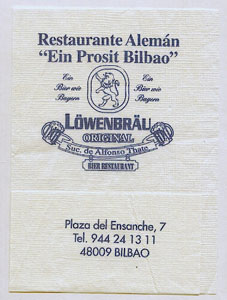 Restaurante Alemán
“Ein Prosit Bilbao”
Ein Bier wie Bayern
Ein Bier wie Bayern
LÖWENBRÄU
ORIGINAL
Suc. de Alfonso Thate
BIER RESTAURANT
Plaza del Ensanche, 7
Tel. 944 24 13 11
48009 BILBAO